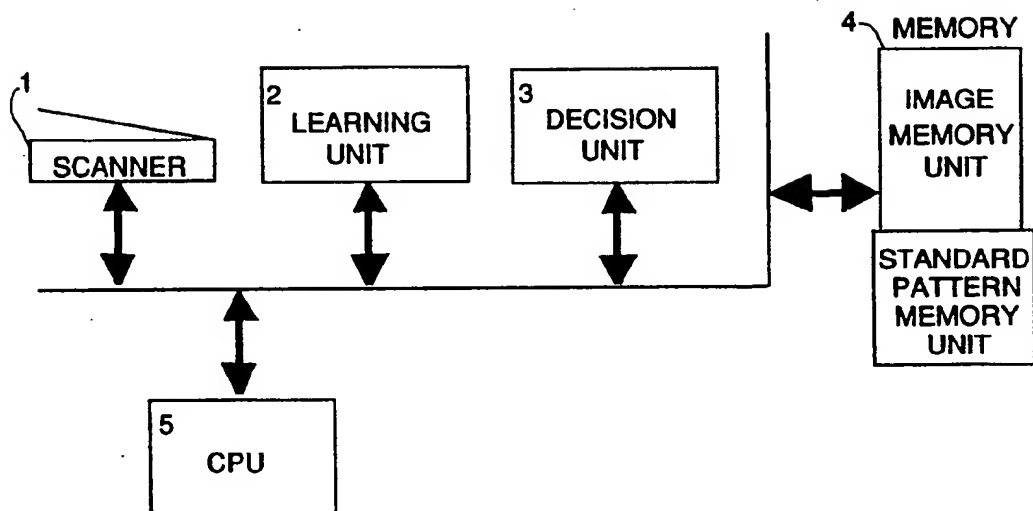 1
SCANNER
2
LEARNING
UNIT
3
DECISION
UNIT
4
MEMORY
IMAGE
MEMORY
UNIT
STANDARD
PATTERN
MEMORY
UNIT
5
CPU